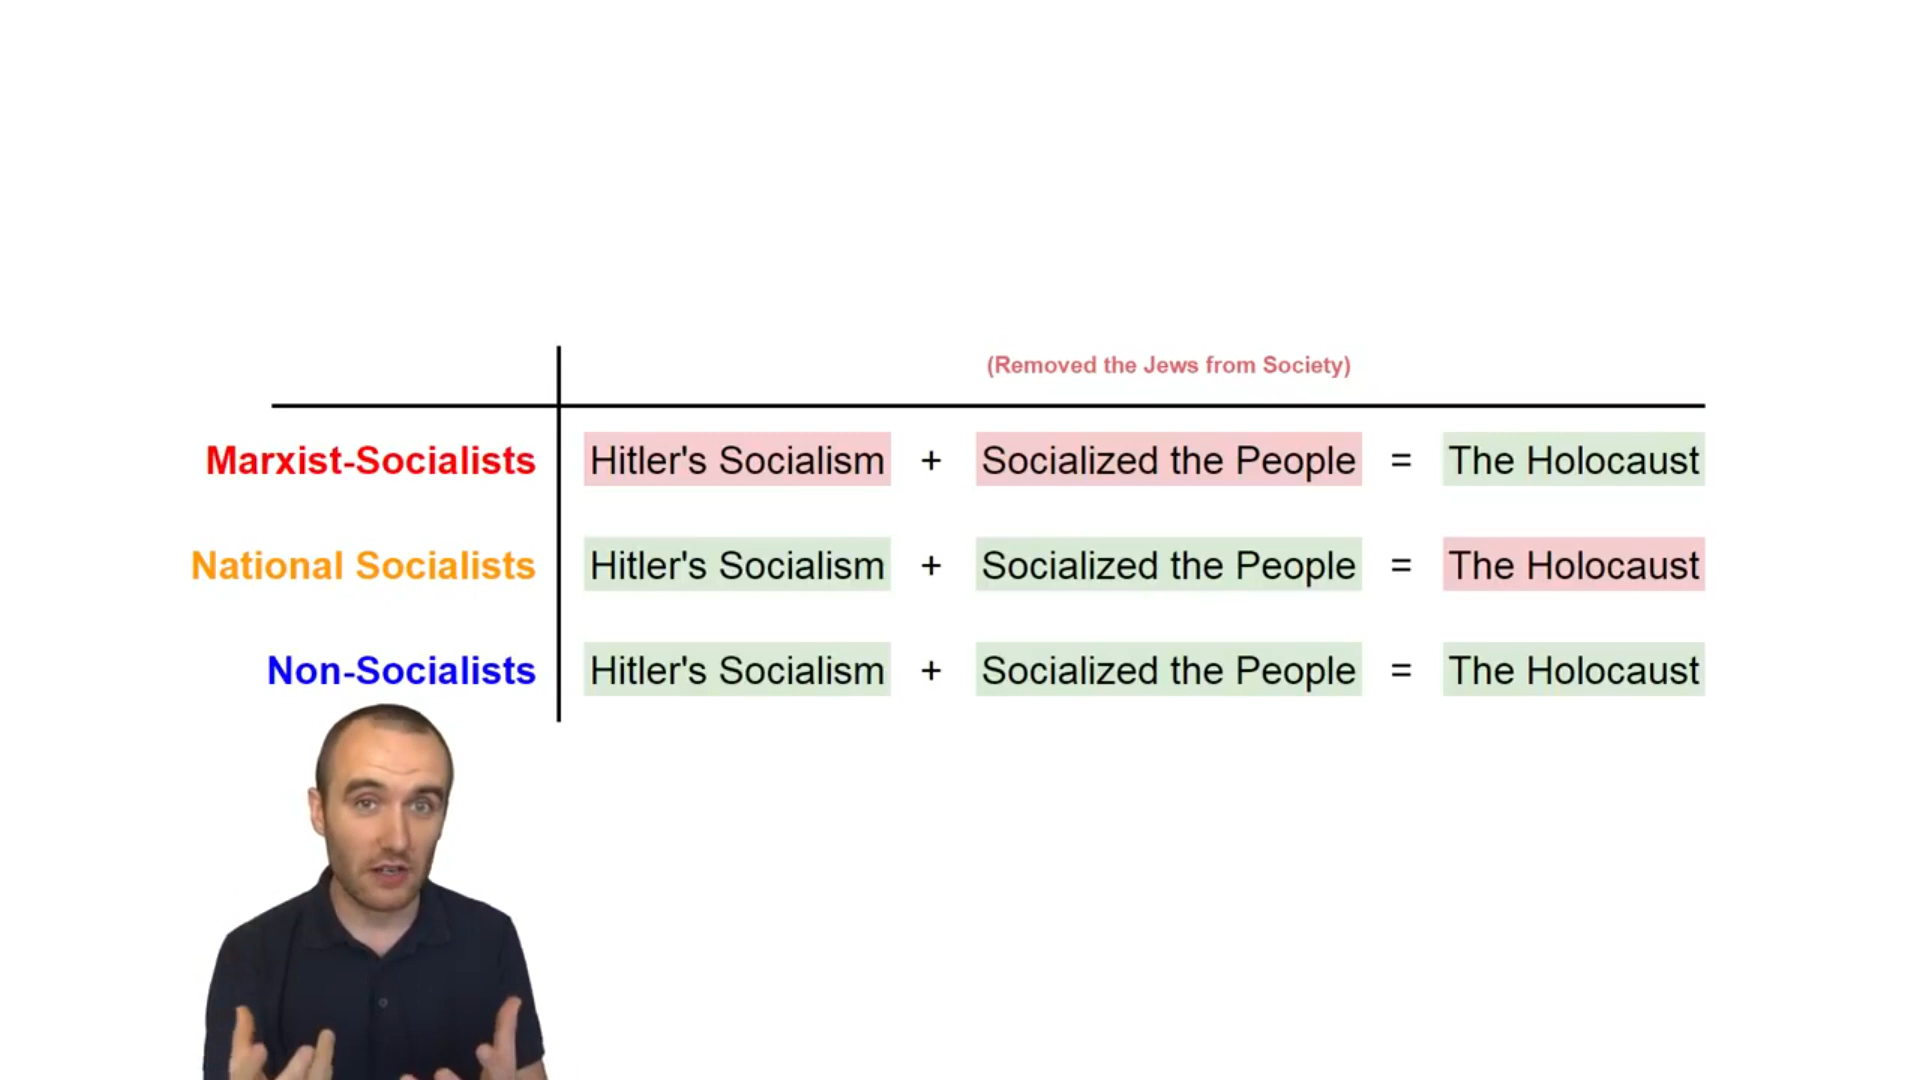 (Removed the Jews from Society)
Marxist-Socialists Hitler's Socialism + Socialized the People = The Holocaust
National Socialists Hitler's Socialism + Socialized the People = The Holocaust
Non-Socialists Hitler's Socialism + Socialized the People = The Holocaust